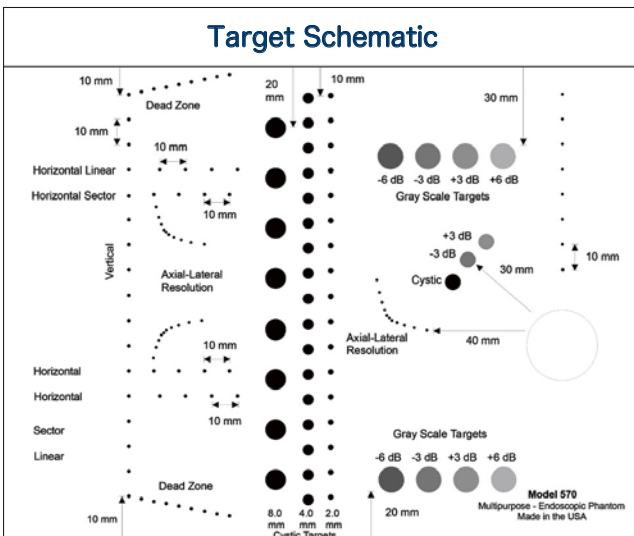 Target Schematic
10 mm
Dead Zone
20
mm
10 mm
30 mm
10 mm
10 mm
Horizontal Linear
Horizontal Sector
10 mm
-6 dB -3 dB +3 dB +6 dB
Gray Scale Targets
Vertical
+3 dB
-3 dB
Cystic
30 mm
10 mm
Axial-Lateral
Resolution
10 mm
Axial-Lateral
Resolution
40 mm
Horizontal
Horizontal
10 mm
Sector
Linear
Gray Scale Targets
-6 dB -3 dB +3 dB +6 dB
Dead Zone
10 mm
8.0 4.0 2.0
mm mm mm
Cystic Targets
20 mm
Model 570
Multipurpose - Endoscopic Phantom
Made in the USA